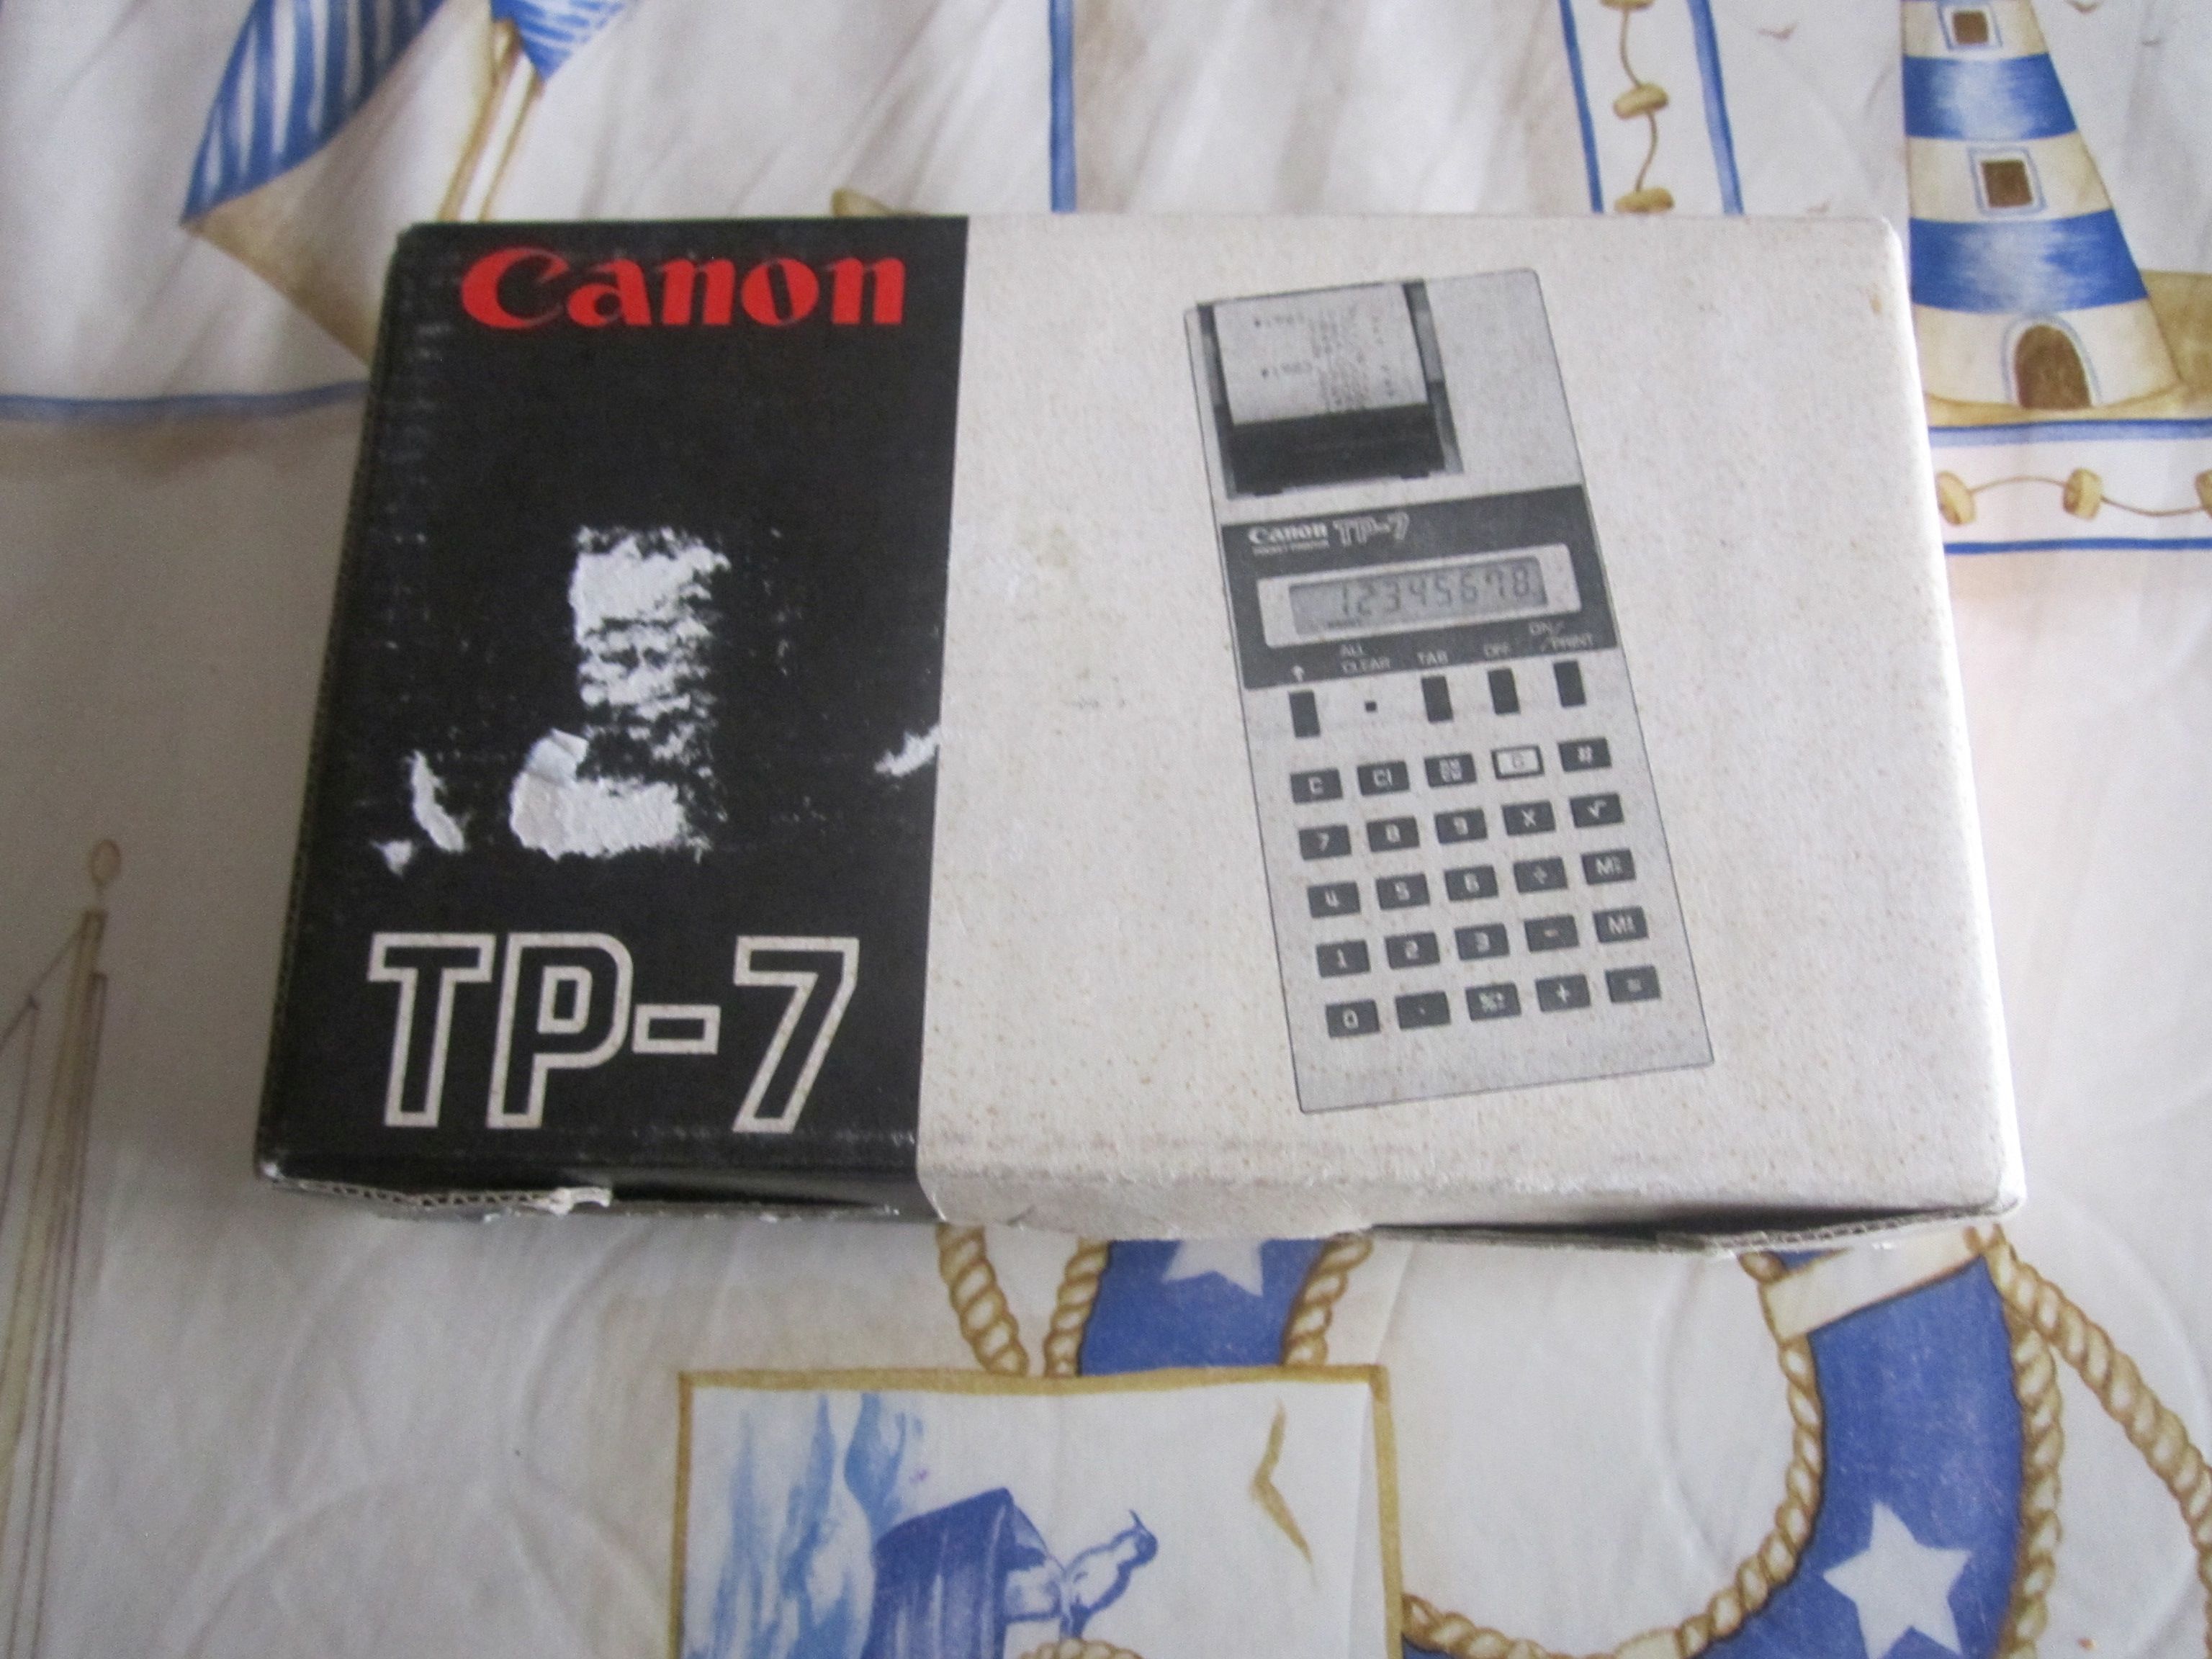 Canon
TP-7
Canon TP-7
12345678
↑ ALL CLEAR TAB OFF ON/PRINT
C CI G #
7 8 9 X √
4 5 6 ÷
1 2 3 -
0 . + =